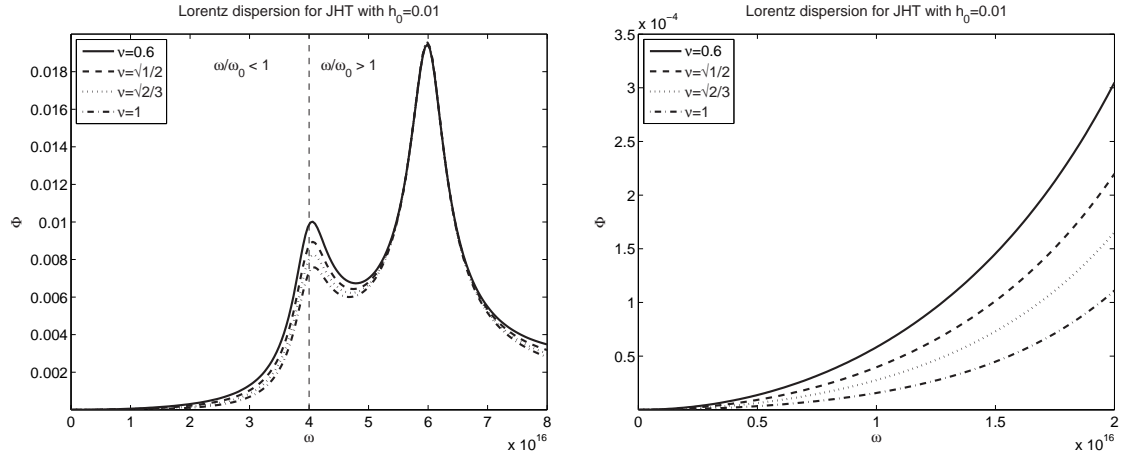 Lorentz dispersion for JHT with h₀=0.01
ν=0.6
ν=√1/2
ν=√2/3
ν=1
ω/ω₀ < 1
ω/ω₀ > 1
0.018
0.016
0.014
0.012
0.01
0.008
0.006
0.004
0.002
Φ
0 1 2 3 4 5 6 7 8
ω
x 10¹⁶
Lorentz dispersion for JHT with h₀=0.01
x 10⁻⁴
ν=0.6
ν=√1/2
ν=√2/3
ν=1
3.5
3
2.5
2
1.5
1
0.5
Φ
0 0.5 1 1.5 2
ω
x 10¹⁶